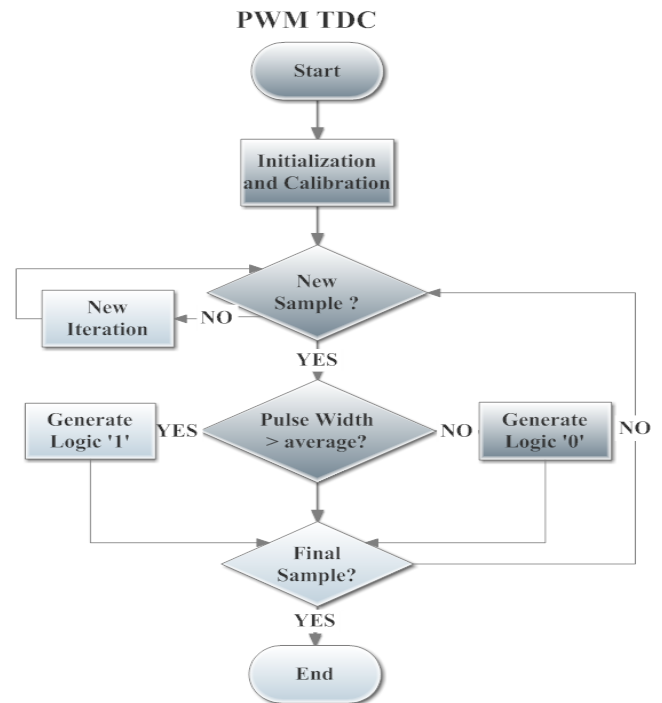 PWM TDC
Start
Initialization
and Calibration
New
Sample ?
New
Iteration
NO
YES
Generate
Logic '1'
YES
Pulse Width
> average?
NO
Generate
Logic '0'
NO
Final
Sample?
YES
End